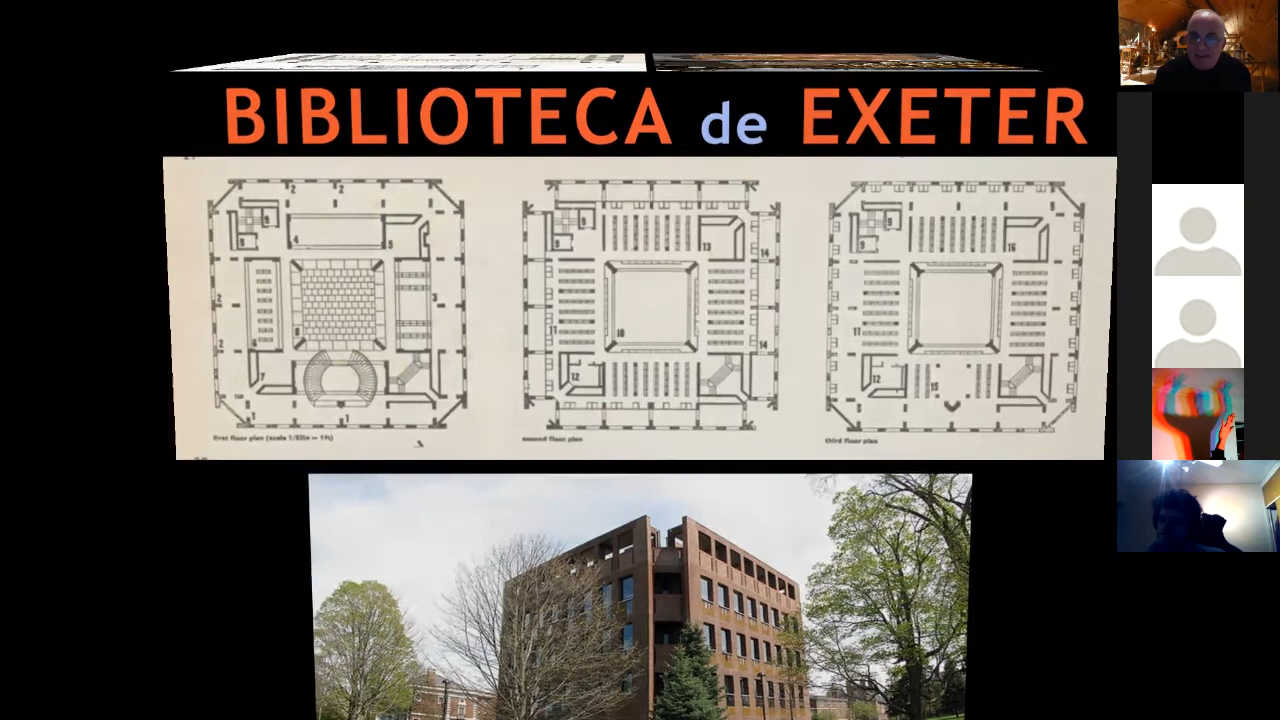 BIBLIOTECA de EXETER
first floor plan (scale 1/32in = 1ft)
second floor plan
third floor plan